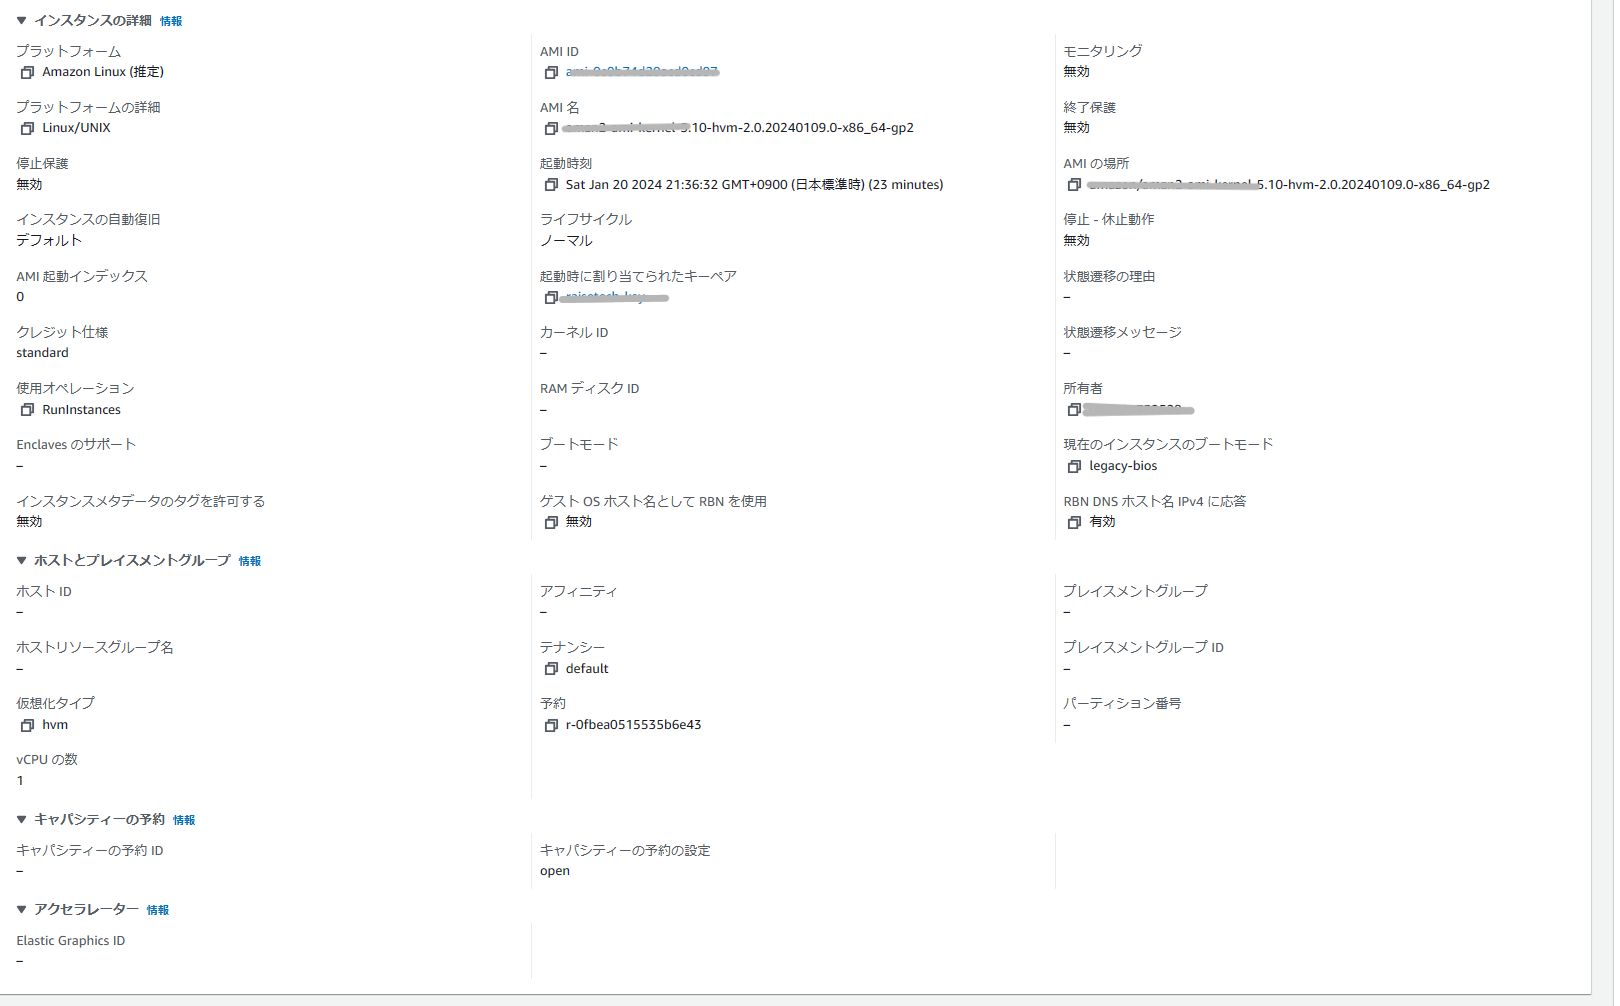 ▼ インスタンスの詳細 情報
プラットフォーム
Amazon Linux (推定)
AMI ID
モニタリング
無効
プラットフォームの詳細
Linux/UNIX
AMI 名
.10-hvm-2.0.20240109.0-x86_64-gp2
終了保護
無効
停止保護
無効
起動時刻
Sat Jan 20 2024 21:36:32 GMT+0900 (日本標準時) (23 minutes)
AMI の場所
5.10-hvm-2.0.20240109.0-x86_64-gp2
インスタンスの自動復旧
デフォルト
ライフサイクル
ノーマル
停止 - 休止動作
無効
AMI 起動インデックス
0
起動時に割り当てられたキーペア
状態遷移の理由
–
クレジット仕様
standard
カーネル ID
–
状態遷移メッセージ
–
使用オペレーション
RunInstances
RAM ディスク ID
–
所有者
Enclaves のサポート
–
ブートモード
–
現在のインスタンスのブートモード
legacy-bios
インスタンスメタデータのタグを許可する
無効
ゲスト OS ホスト名として RBN を使用
無効
RBN DNS ホスト名 IPv4 に応答
有効
▼ ホストとプレイスメントグループ 情報
ホスト ID
–
アフィニティ
–
プレイスメントグループ
–
ホストリソースグループ名
–
テナンシー
default
プレイスメントグループ ID
–
仮想化タイプ
hvm
予約
r-0fbea0515535b6e43
パーティション番号
–
vCPU の数
1
▼ キャパシティーの予約 情報
キャパシティーの予約 ID
–
キャパシティーの予約の設定
open
▼ アクセラレーター 情報
Elastic Graphics ID
–